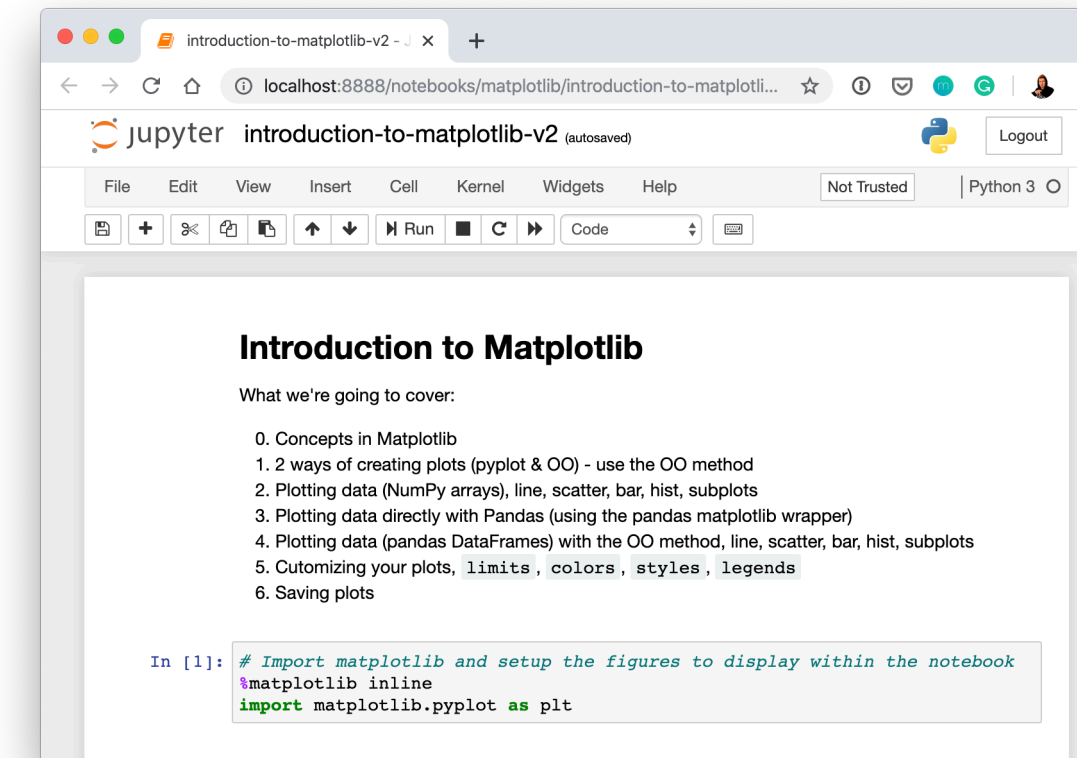 introduction-to-matplotlib-v2 - J
localhost:8888/notebooks/matplotlib/introduction-to-matplotli...
jupyter introduction-to-matplotlib-v2 (autosaved)
Logout
File Edit View Insert Cell Kernel Widgets Help Not Trusted Python 3
Run Code
Introduction to Matplotlib
What we're going to cover:
0. Concepts in Matplotlib
1. 2 ways of creating plots (pyplot & OO) - use the OO method
2. Plotting data (NumPy arrays), line, scatter, bar, hist, subplots
3. Plotting data directly with Pandas (using the pandas matplotlib wrapper)
4. Plotting data (pandas DataFrames) with the OO method, line, scatter, bar, hist, subplots
5. Cutomizing your plots, limits, colors, styles, legends
6. Saving plots
In [1]: # Import matplotlib and setup the figures to display within the notebook
%matplotlib inline
import matplotlib.pyplot as plt